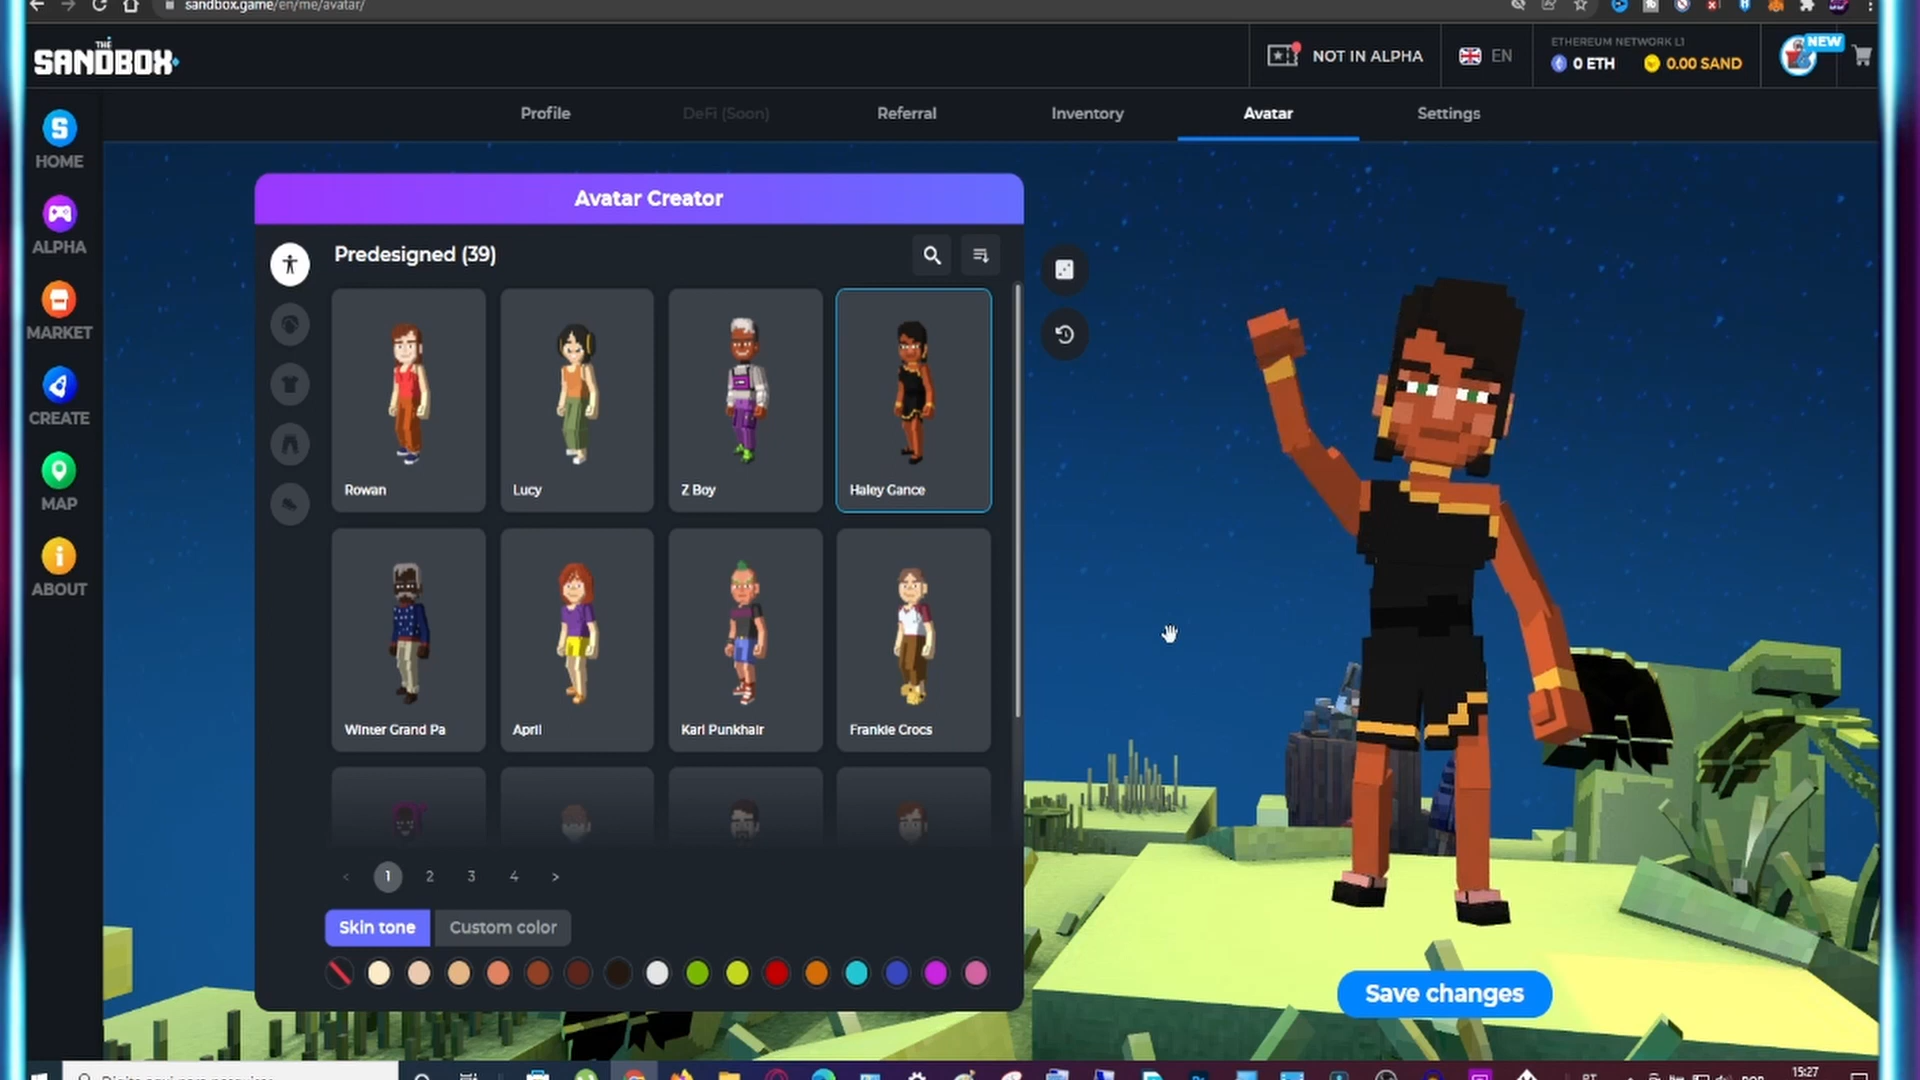 sandbox.game/en/me/avatar/
THE
SANDBOX
NOT IN ALPHA
EN
ETHEREUM NETWORK L1
0 ETH
0.00 SAND
NEW
Profile
DeFi (Soon)
Referral
Inventory
Avatar
Settings
S
HOME
ALPHA
MARKET
CREATE
MAP
i
ABOUT
Avatar Creator
Predesigned (39)
Rowan
Lucy
Z Boy
Haley Gance
Winter Grand Pa
April
Karl Punkhair
Frankie Crocs
< 1 2 3 4 >
Skin tone
Custom color
Save changes
15:27